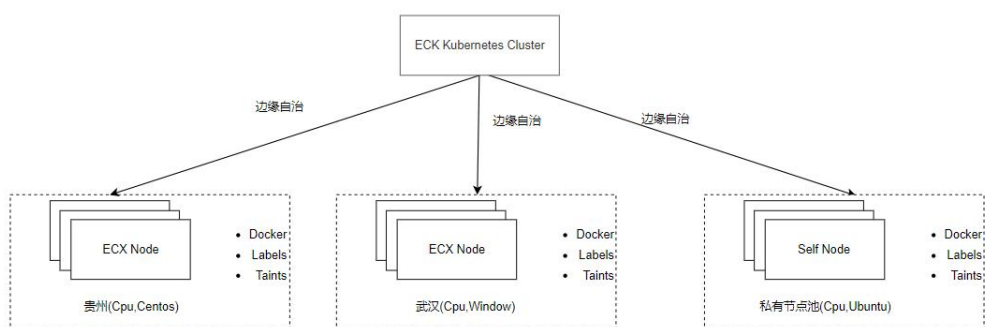 ECK Kubernetes Cluster
边缘自治
边缘自治
边缘自治
ECX Node
Docker
Labels
Taints
贵州(Cpu,Centos)
ECX Node
Docker
Labels
Taints
武汉(Cpu,Window)
Self Node
Docker
Labels
Taints
私有节点池(Cpu,Ubuntu)